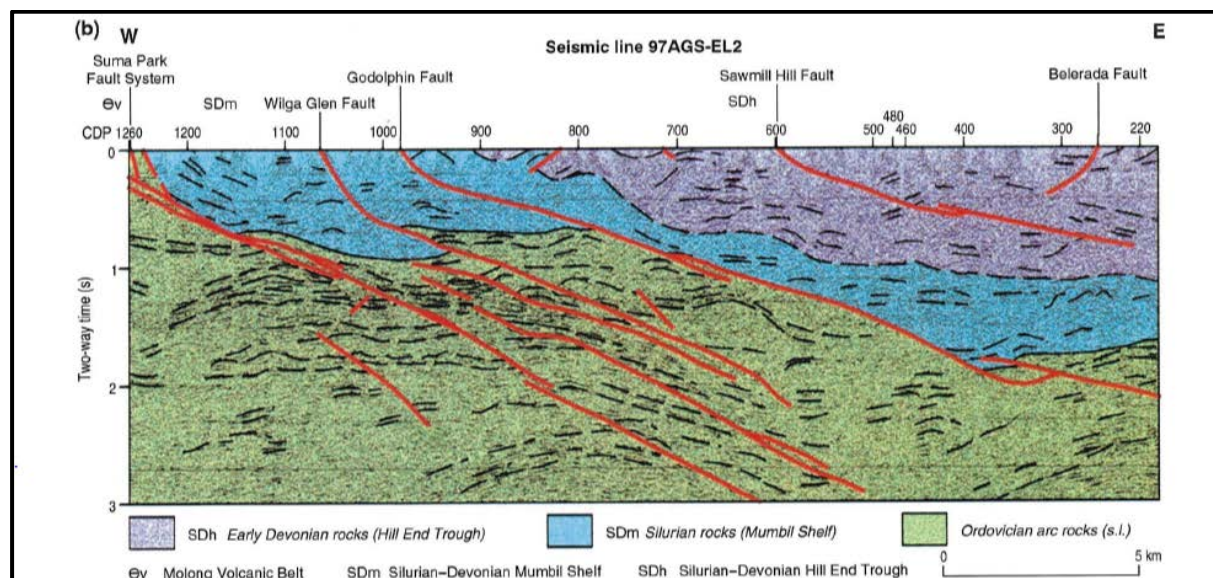 (b) W E
Seismic line 97AGS-EL2
Suma Park
Fault System
Godolphin Fault
Sawmill Hill Fault
Belerada Fault
Єv SDm Wilga Glen Fault SDh
CDP 1260 1200 1100 1000 900 800 700 600 500 480 460 400 300 220
0
1
Two-way time (s)
2
3
SDh Early Devonian rocks (Hill End Trough) SDm Silurian rocks (Mumbil Shelf) Ordovician arc rocks (s.l.)
0 5 km
Єv Molong Volcanic Belt SDm Silurian–Devonian Mumbil Shelf SDh Silurian–Devonian Hill End Trough